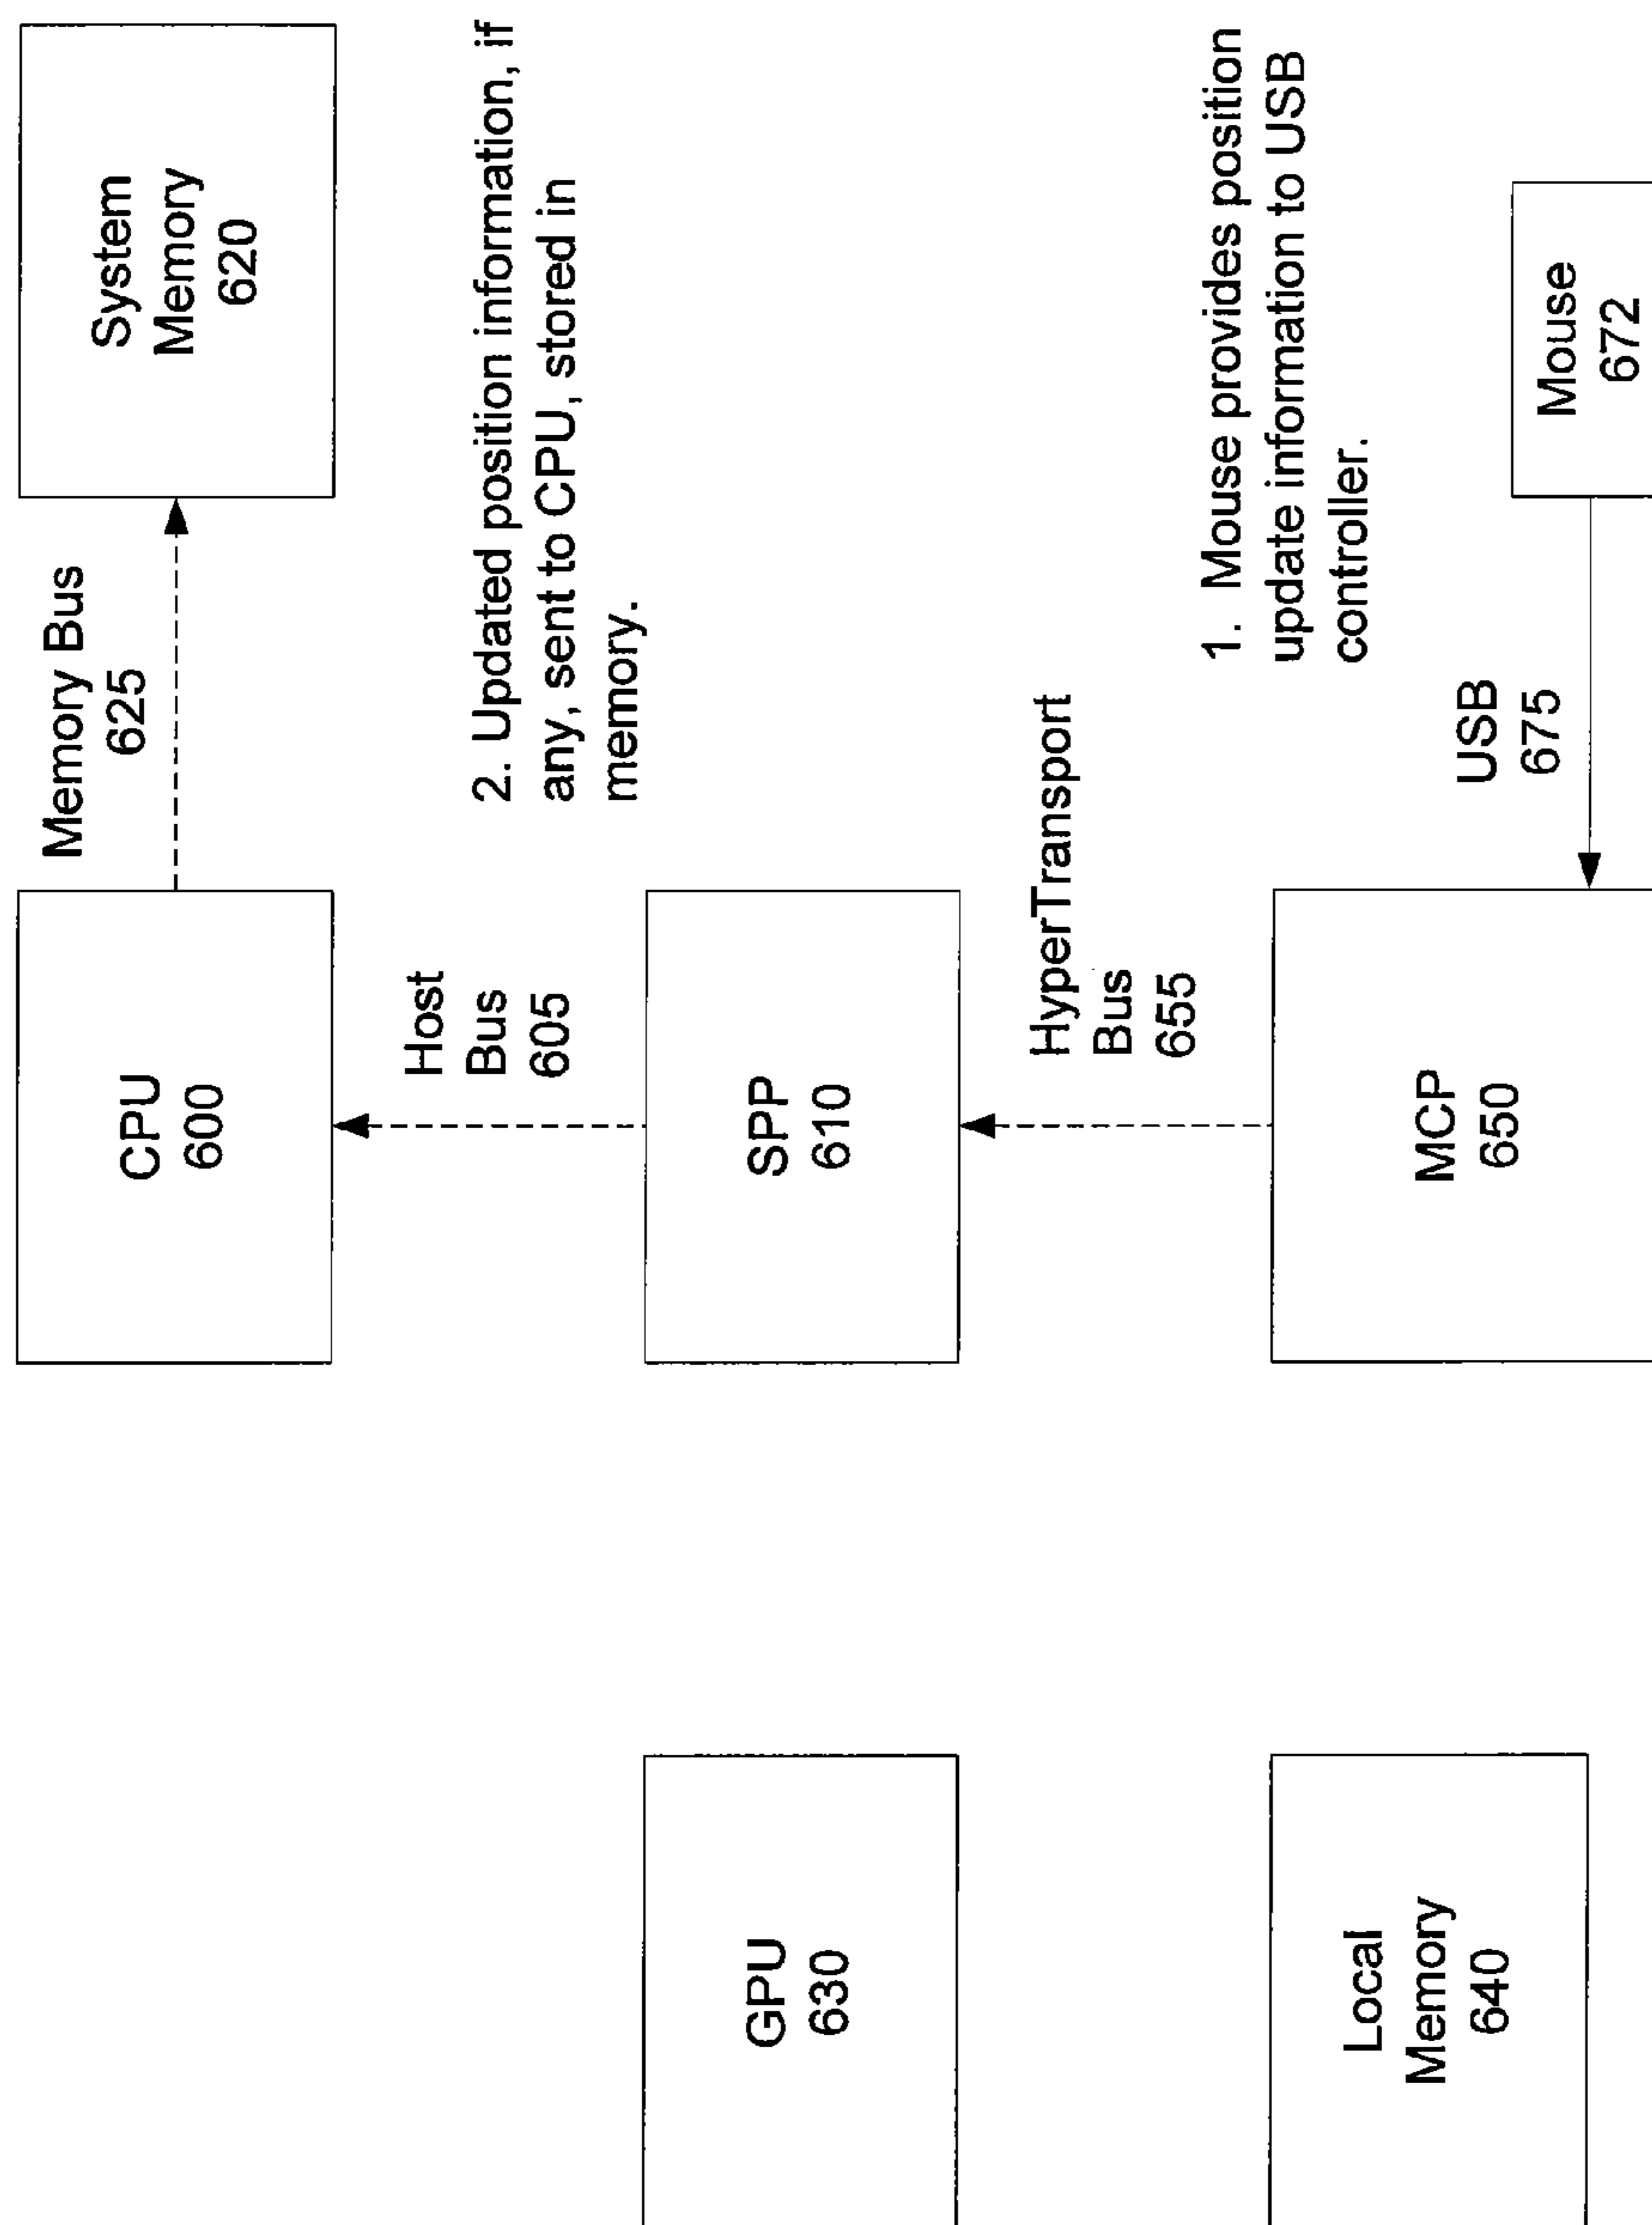 CPU
600
Memory Bus
625
System
Memory
620
Host
Bus
605
2. Updated position information, if
any, sent to CPU, stored in
memory.
GPU
630
SPP
610
HyperTransport
Bus
655
1. Mouse provides position
update information to USB
controller.
Local
Memory
640
MCP
650
USB
675
Mouse
672